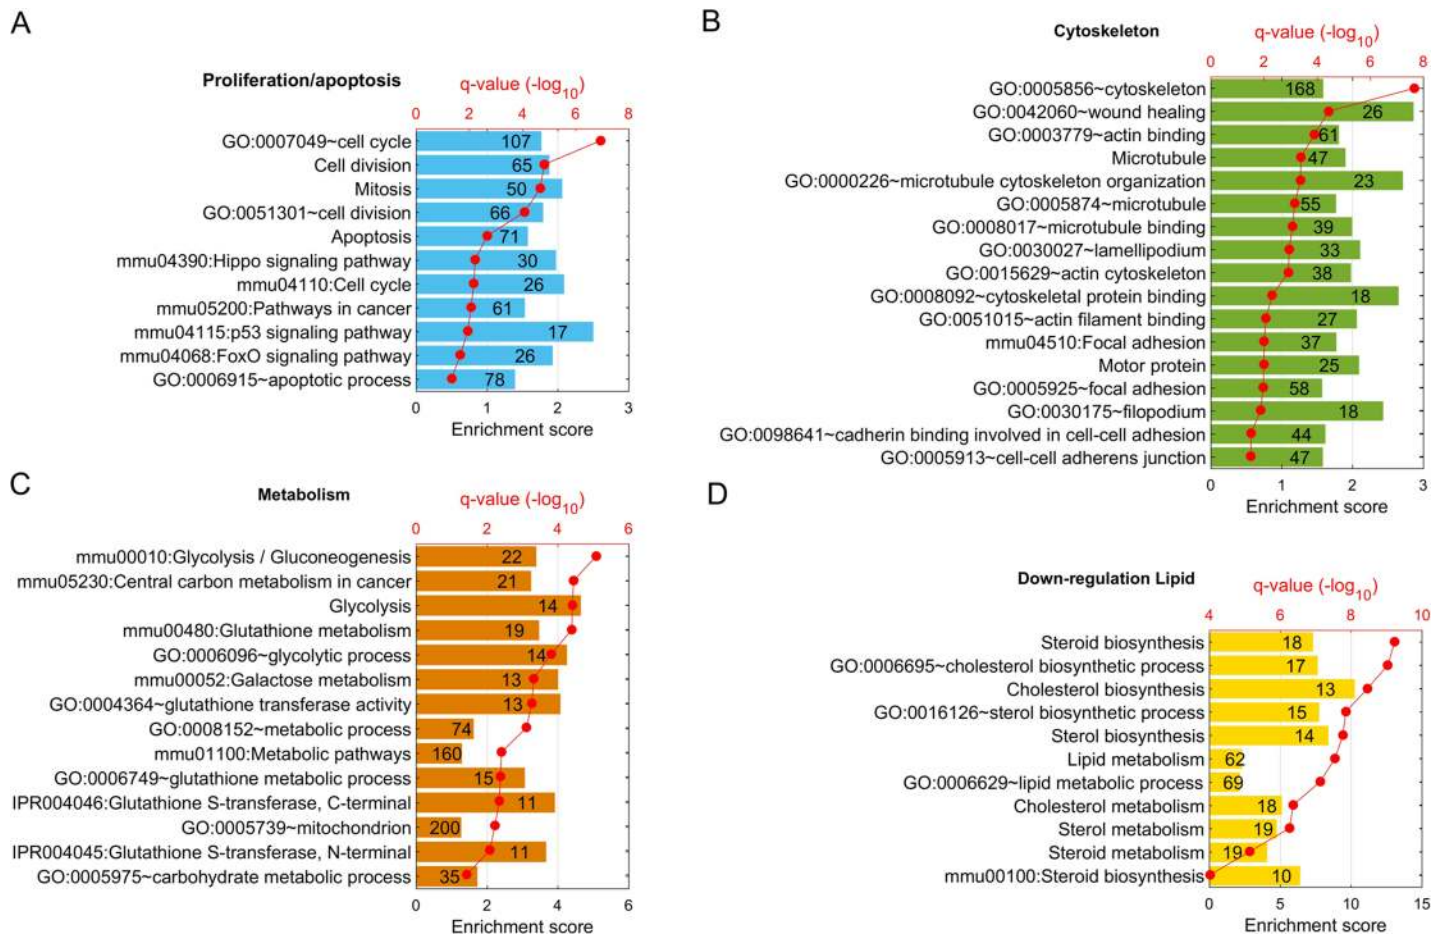 A
Proliferation/apoptosis
q-value (-log10)
0 2 4 6 8
GO:0007049~cell cycle 107
Cell division 65
Mitosis 50
GO:0051301~cell division 66
Apoptosis 71
mmu04390:Hippo signaling pathway 30
mmu04110:Cell cycle 26
mmu05200:Pathways in cancer 61
mmu04115:p53 signaling pathway 17
mmu04068:FoxO signaling pathway 26
GO:0006915~apoptotic process 78
0 1 2 3
Enrichment score
B
Cytoskeleton
q-value (-log10)
0 2 4 6 8
GO:0005856~cytoskeleton 168
GO:0042060~wound healing 26
GO:0003779~actin binding 61
Microtubule 47
GO:0000226~microtubule cytoskeleton organization 23
GO:0005874~microtubule 55
GO:0008017~microtubule binding 39
GO:0030027~lamellipodium 33
GO:0015629~actin cytoskeleton 38
GO:0008092~cytoskeletal protein binding 18
GO:0051015~actin filament binding 27
mmu04510:Focal adhesion 37
Motor protein 25
GO:0005925~focal adhesion 58
GO:0030175~filopodium 18
GO:0098641~cadherin binding involved in cell-cell adhesion 44
GO:0005913~cell-cell adherens junction 47
0 1 2 3
Enrichment score
C
Metabolism
q-value (-log10)
0 2 4 6
mmu00010:Glycolysis / Gluconeogenesis 22
mmu05230:Central carbon metabolism in cancer 21
Glycolysis 14
mmu00480:Glutathione metabolism 19
GO:0006096~glycolytic process 14
mmu00052:Galactose metabolism 13
GO:0004364~glutathione transferase activity 13
GO:0008152~metabolic process 74
mmu01100:Metabolic pathways 160
GO:0006749~glutathione metabolic process 15
IPR004046:Glutathione S-transferase, C-terminal 11
GO:0005739~mitochondrion 200
IPR004045:Glutathione S-transferase, N-terminal 11
GO:0005975~carbohydrate metabolic process 35
0 2 4 6
Enrichment score
D
Down-regulation Lipid
q-value (-log10)
4 6 8 10
Steroid biosynthesis 18
GO:0006695~cholesterol biosynthetic process 17
Cholesterol biosynthesis 13
GO:0016126~sterol biosynthetic process 15
Sterol biosynthesis 14
Lipid metabolism 62
GO:0006629~lipid metabolic process 69
Cholesterol metabolism 18
Sterol metabolism 19
Steroid metabolism 19
mmu00100:Steroid biosynthesis 10
0 5 10 15
Enrichment score